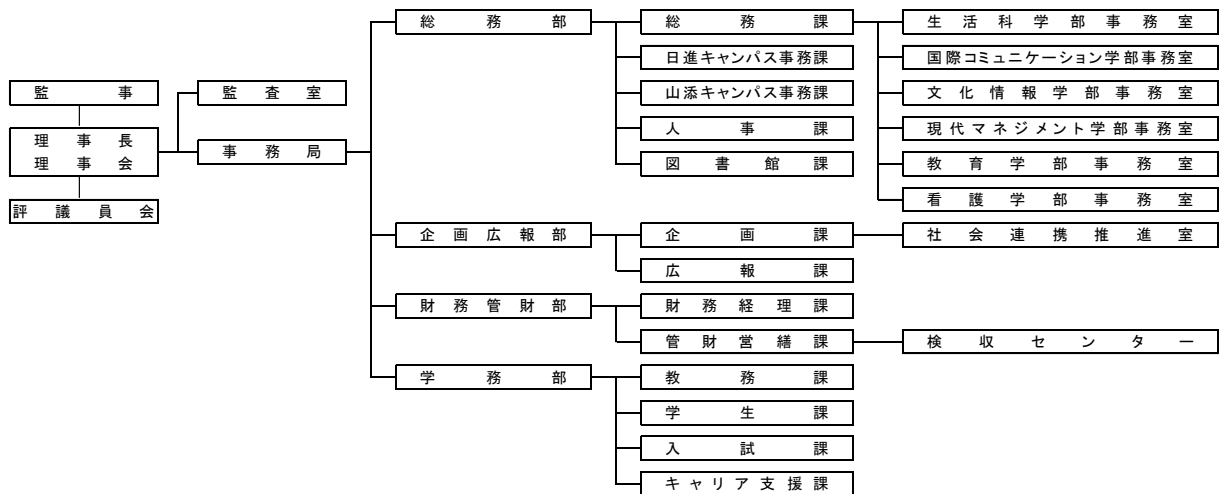 監事
理事長
理事会
評議員会
監査室
事務局
総務部
企画広報部
財務管財部
学務部
総務課
日進キャンパス事務課
山添キャンパス事務課
人事課
図書館課
企画課
広報課
財務経理課
管財営繕課
教務課
学生課
入試課
キャリア支援課
生活科学部事務室
国際コミュニケーション学部事務室
文化情報学部事務室
現代マネジメント学部事務室
教育学部事務室
看護学部事務室
社会連携推進室
検収センター